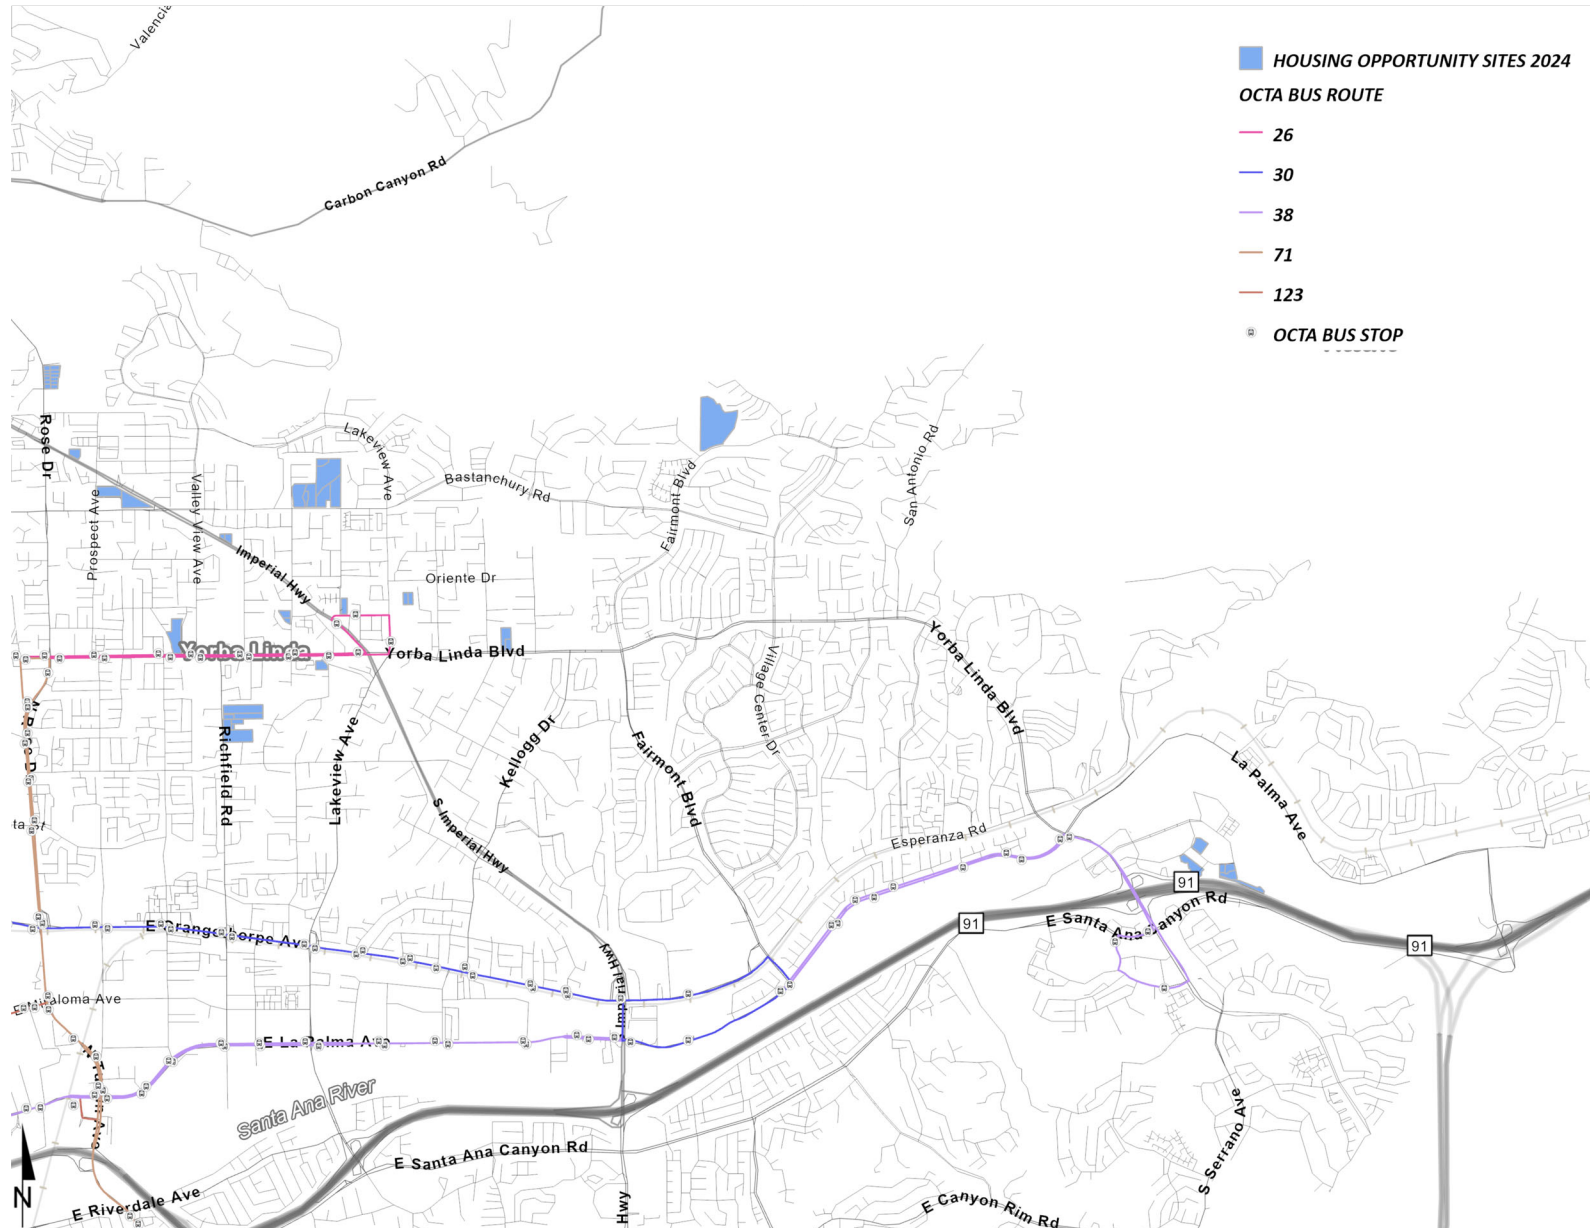 Valencia
HOUSING OPPORTUNITY SITES 2024
OCTA BUS ROUTE
26
30
38
71
123
OCTA BUS STOP
Carbon Canyon Rd
Rose Dr
Lakeview Ave
Bastanchury Rd
Fairmont Blvd
San Antonio Rd
Prospect Ave
Valley View Ave
Imperial Hwy
Oriente Dr
Yorba Linda
Yorba Linda Blvd
Yorba Linda Blvd
Village Center Dr
Richfield Rd
Lakeview Ave
Kellogg Dr
Fairmont Blvd
La Palma Ave
S Imperial Hwy
Esperanza Rd
91
91
91
E Santa Ana Canyon Rd
E Orangethorpe Ave
Imperial Hwy
E La Palma Ave
Santa Ana River
E Santa Ana Canyon Rd
S Serrano Ave
N
E Riverdale Ave
Hwy
E Canyon Rim Rd